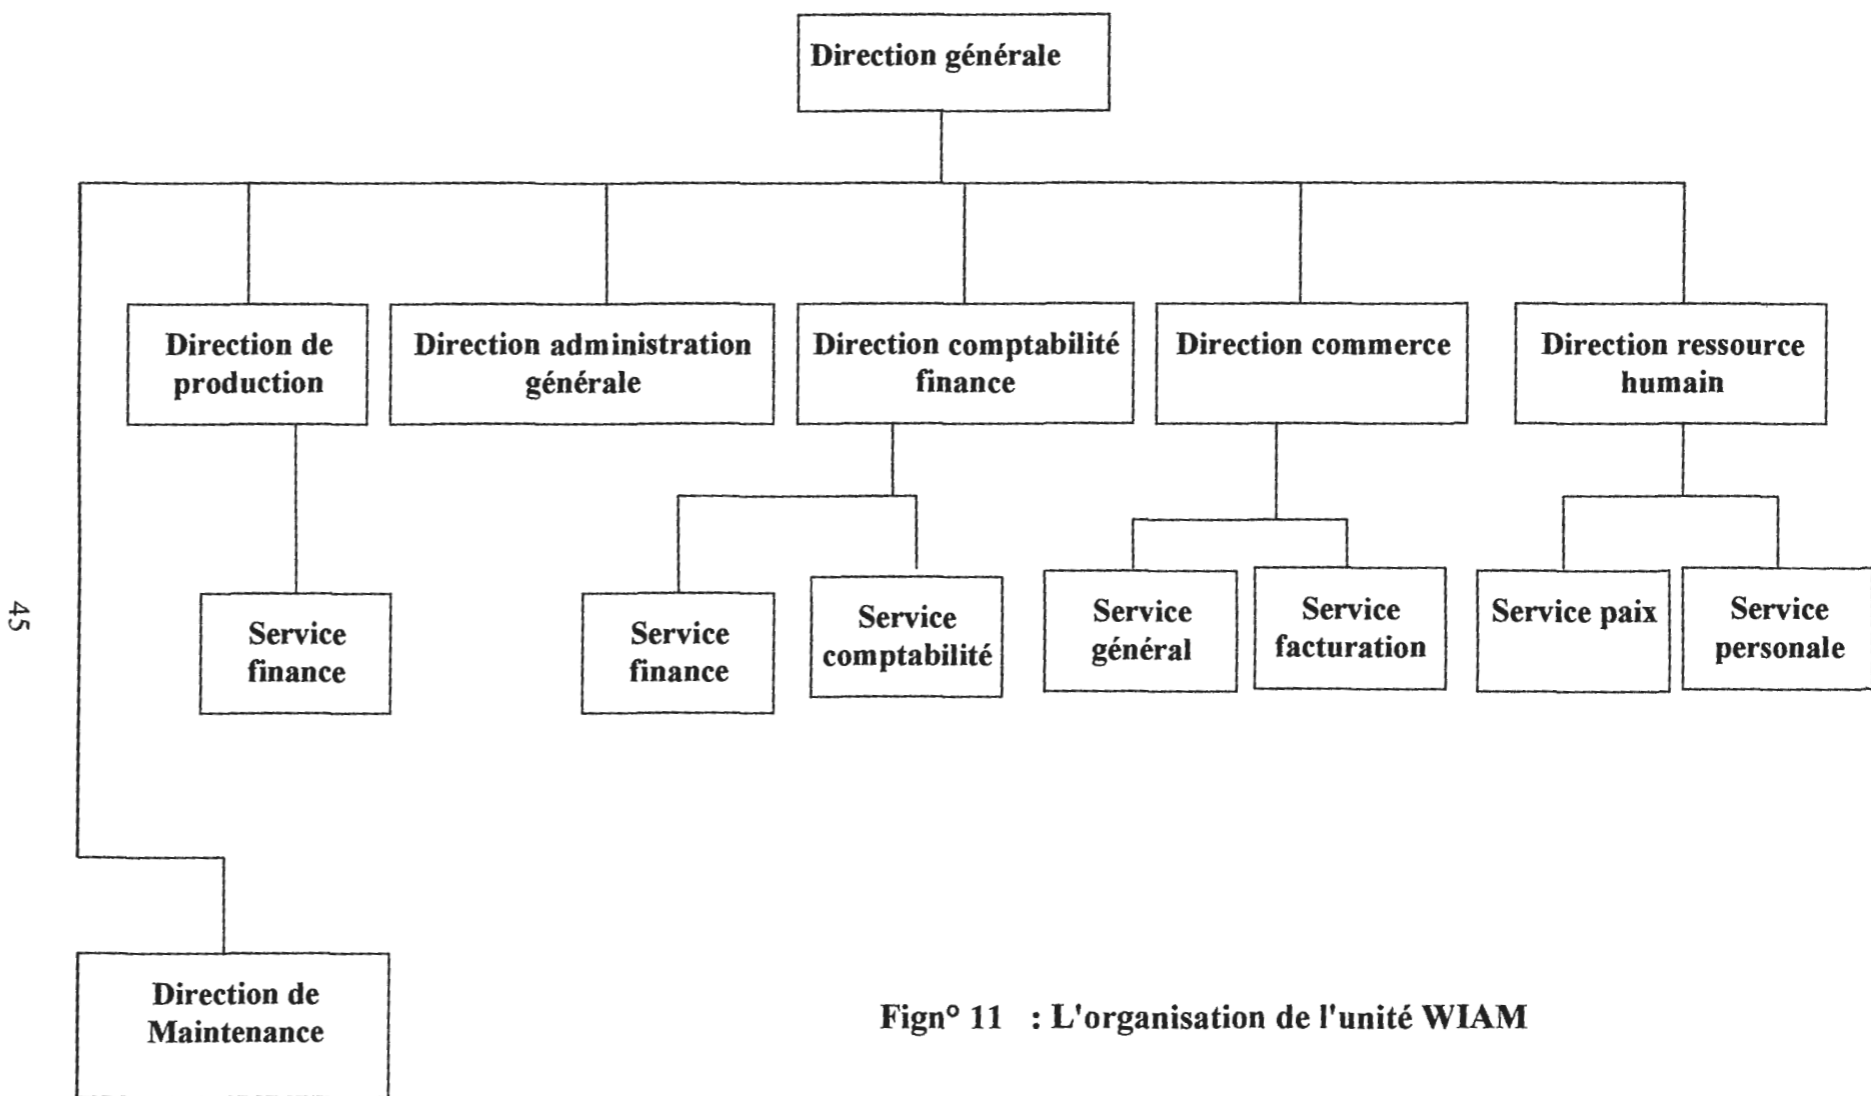 Direction générale
Direction de
production
Direction administration
générale
Direction comptabilité
finance
Direction commerce
Direction ressource
humain
Service
finance
Service
finance
Service
comptabilité
Service
général
Service
facturation
Service paix
Service
personale
45
Direction de
Maintenance
Fign° 11 : L'organisation de l'unité WIAM